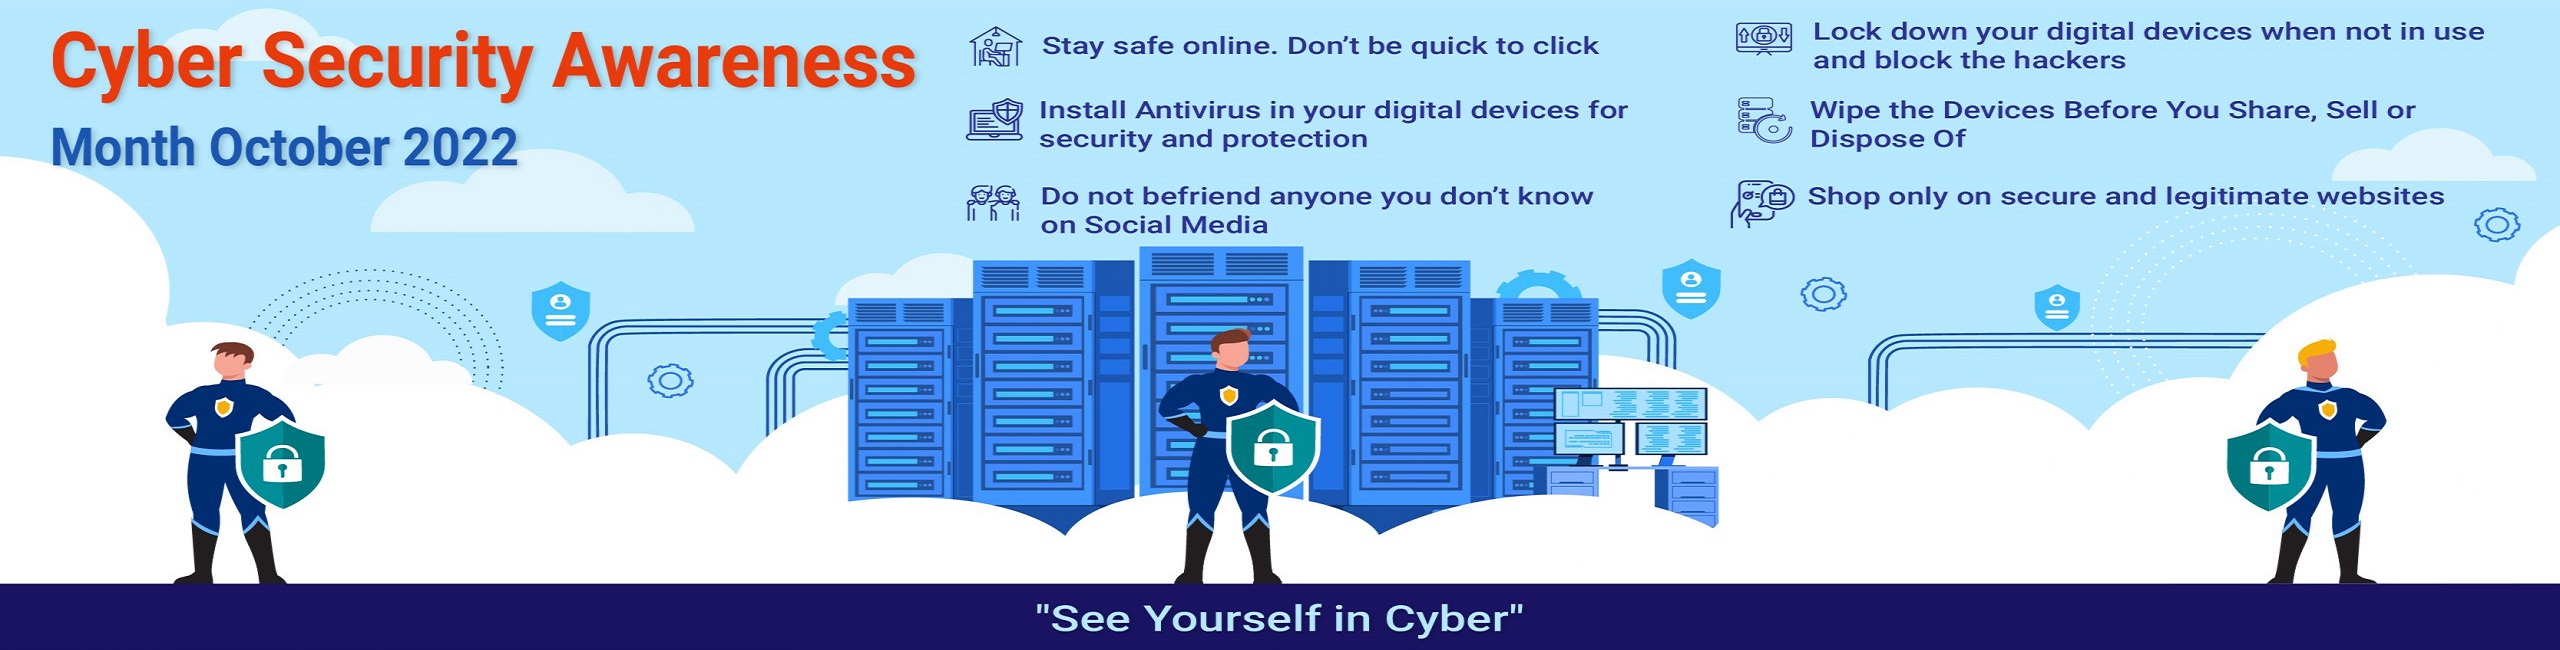 Cyber Security Awareness
Month October 2022
Stay safe online. Don't be quick to click
Install Antivirus in your digital devices for
security and protection
Do not befriend anyone you don't know
on Social Media
Lock down your digital devices when not in use
and block the hackers
Wipe the Devices Before You Share, Sell or
Dispose Of
Shop only on secure and legitimate websites
"See Yourself in Cyber"